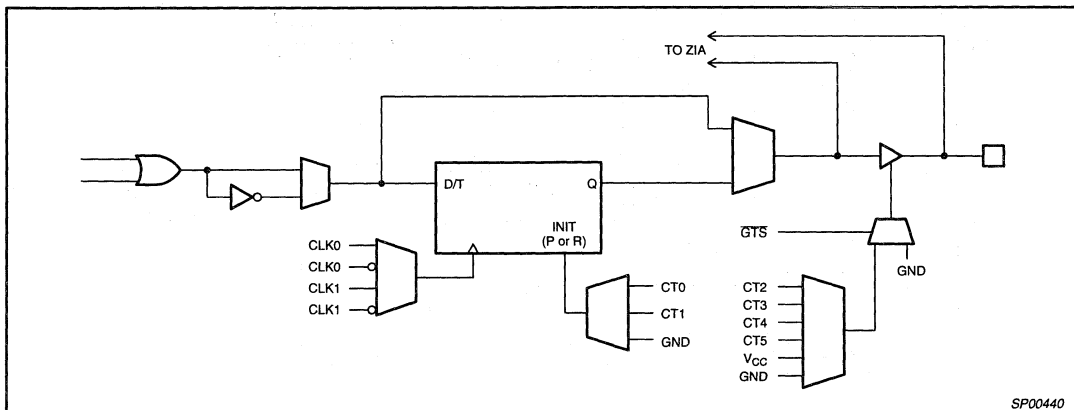 TO ZIA
D/T
Q
INIT
(P or R)
CLK0
CLK0
CLK1
CLK1
CT0
CT1
GND
GTS
GND
CT2
CT3
CT4
CT5
VCC
GND
SP00440